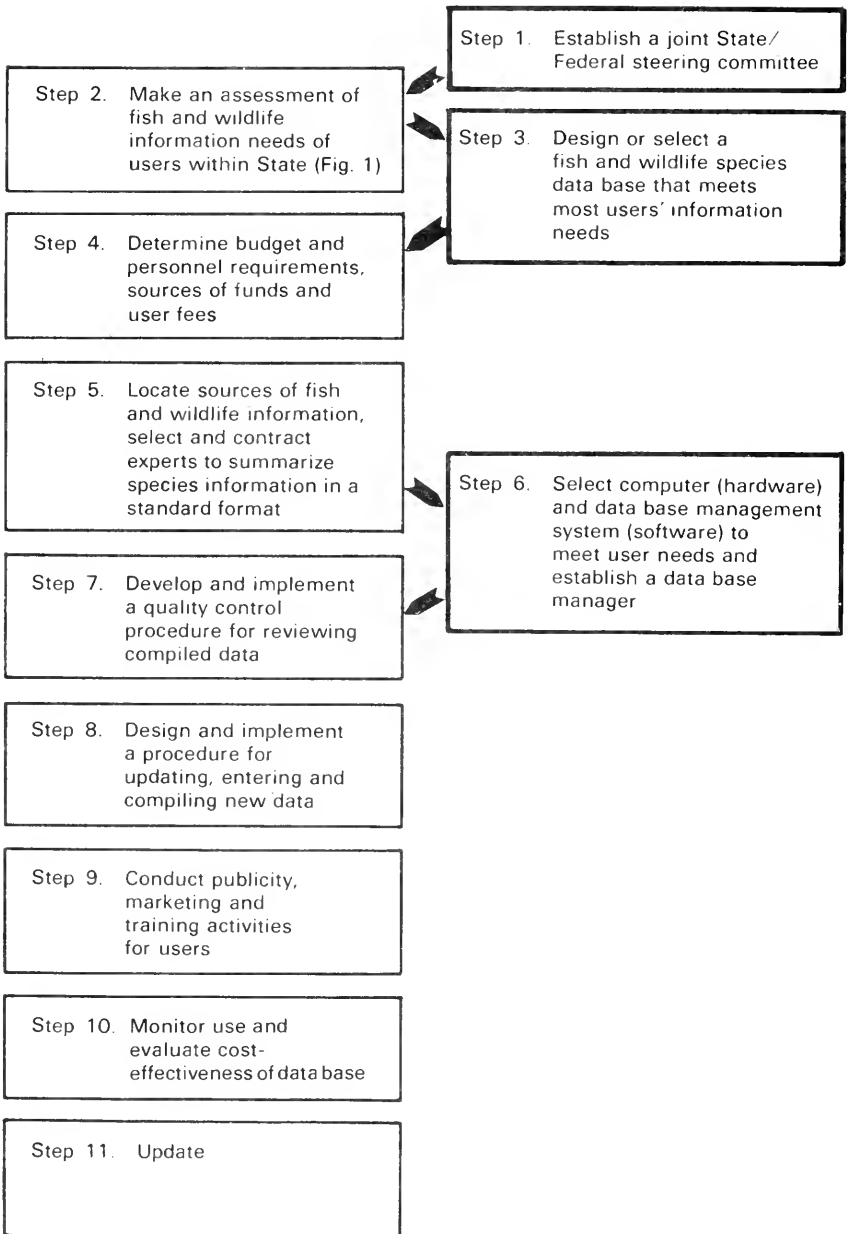 Step 1. Establish a joint State/
Federal steering committee
Step 2. Make an assessment of
fish and wildlife
information needs of
users within State (Fig. 1)
Step 3. Design or select a
fish and wildlife species
data base that meets
most users' information
needs
Step 4. Determine budget and
personnel requirements,
sources of funds and
user fees
Step 5. Locate sources of fish
and wildlife information,
select and contract
experts to summarize
species information in a
standard format
Step 6. Select computer (hardware)
and data base management
system (software) to
meet user needs and
establish a data base
manager
Step 7. Develop and implement
a quality control
procedure for reviewing
compiled data
Step 8. Design and implement
a procedure for
updating, entering and
compiling new data
Step 9. Conduct publicity,
marketing and
training activities
for users
Step 10. Monitor use and
evaluate cost-
effectiveness of data base
Step 11. Update